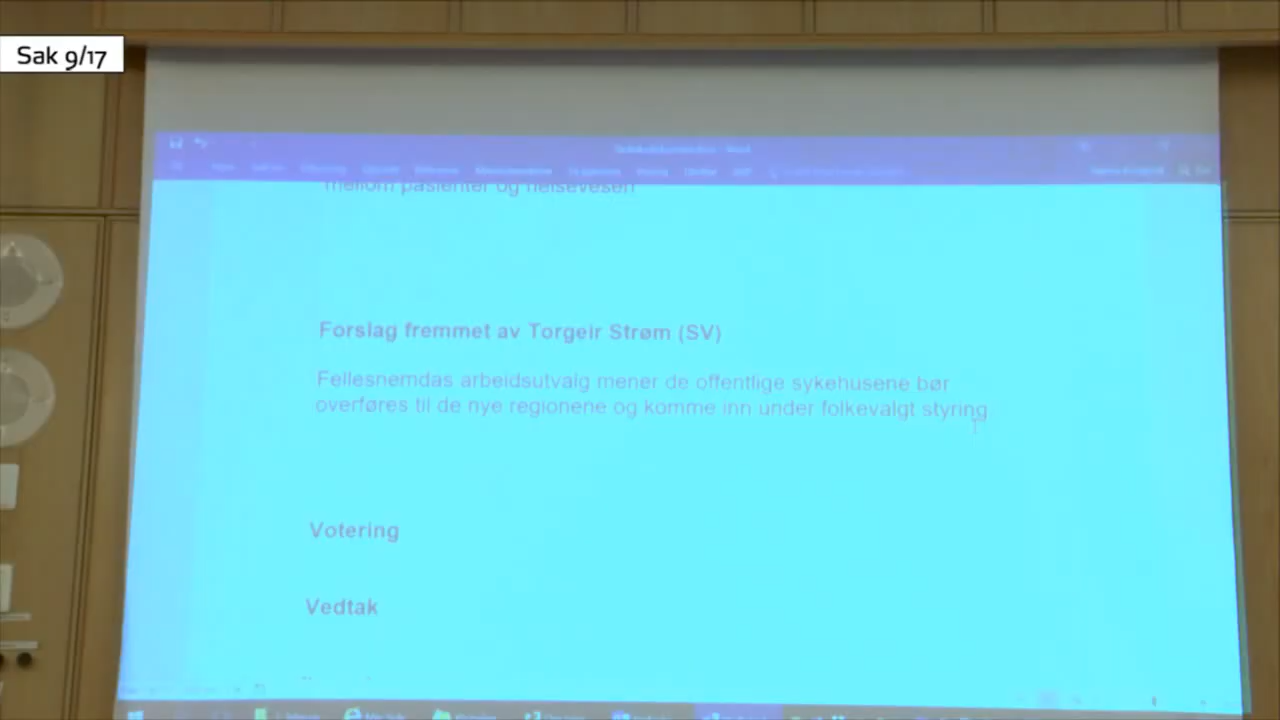 Sak 9/17
mellom pasienter og helsevesen
Forslag fremmet av Torgeir Strøm (SV)
Fellesnemdas arbeidsutvalg mener de offentlige sykehusene bør
overføres til de nye regionene og komme inn under folkevalgt styring
Votering
Vedtak